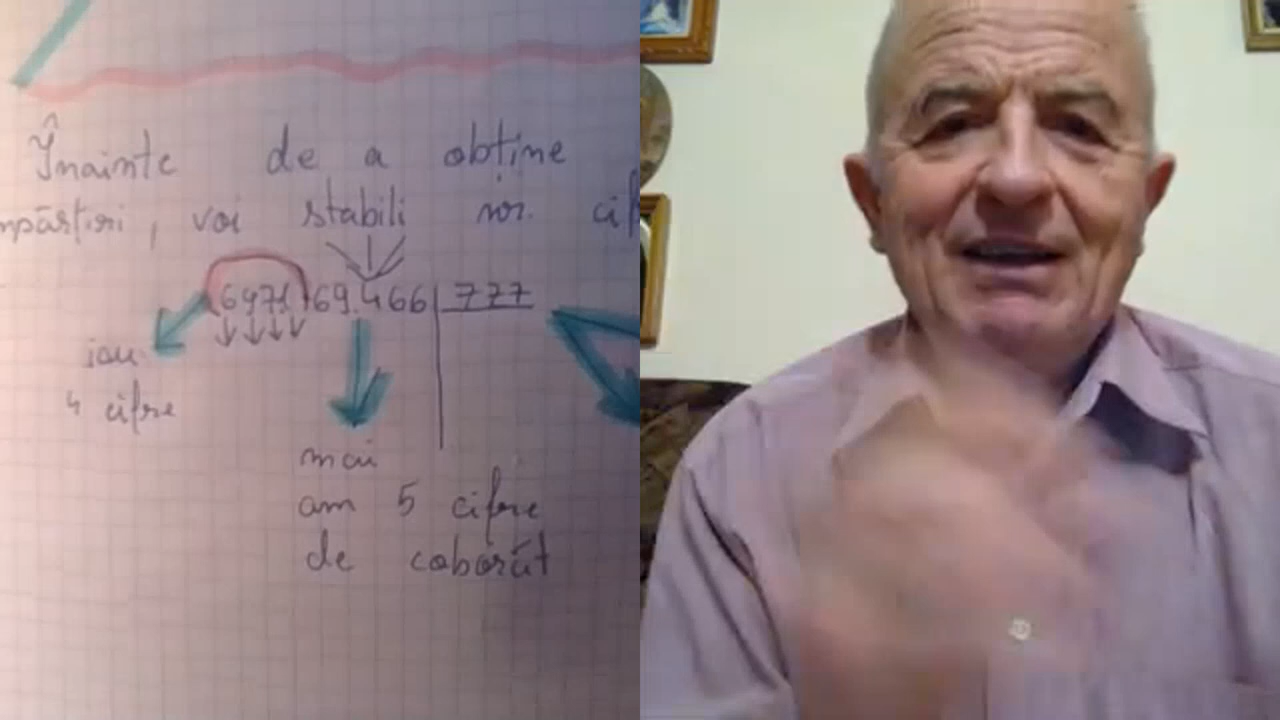 Înainte de a obține
mpărțiri, voi stabili nr. cif
6971 69.466 777
iau
4 cifre
mai
am 5 cifre
de coborât